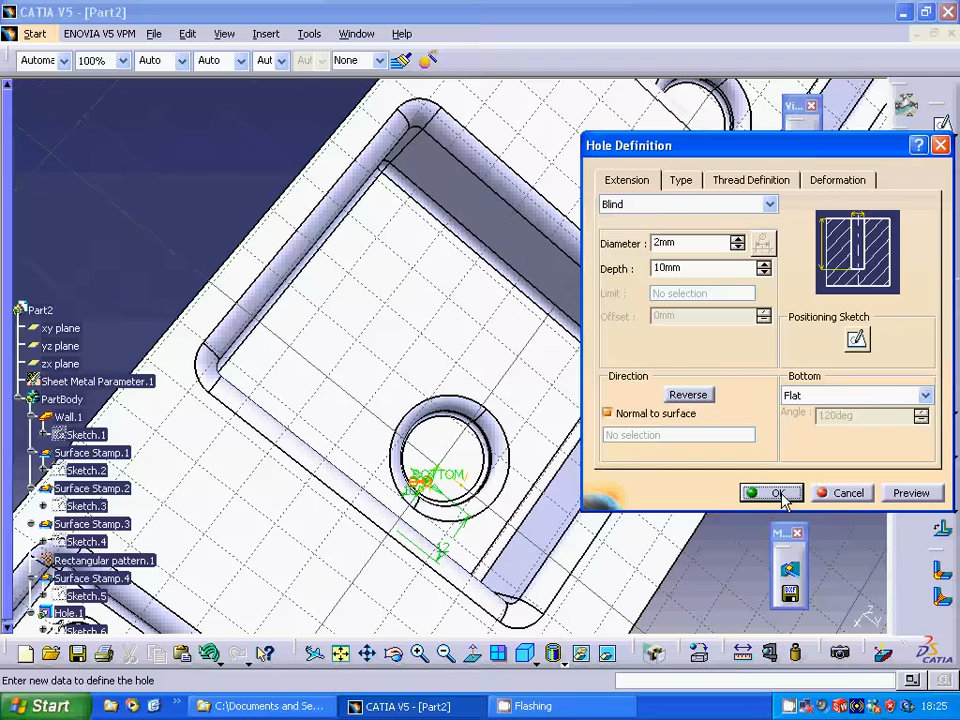 CATIA V5 - [Part2]
Start ENOVIA V5 VPM File Edit View Insert Tools Window Help
Automa 100% Auto Auto Aut Aut None
Vi...
Hole Definition
Extension Type Thread Definition Deformation
Blind
Diameter : 2mm
Depth : 10mm
Limit : No selection
Offset : 0mm
Positioning Sketch
Direction
Reverse
Normal to surface
No selection
Bottom
Flat
Angle : 120deg
OK Cancel Preview
Part2
xy plane
yz plane
zx plane
Sheet Metal Parameter.1
PartBody
Wall.1
Sketch.1
Surface Stamp.1
Sketch.2
Surface Stamp.2
Sketch.3
Surface Stamp.3
Sketch.4
Rectangular pattern.1
Surface Stamp.4
Sketch.5
Hole.1
Sketch.6
BOTTOM
10
12
M...
z
x
CATIA
Enter new data to define the hole
Start C:\Documents and Se... CATIA V5 - [Part2] Flashing 18:25